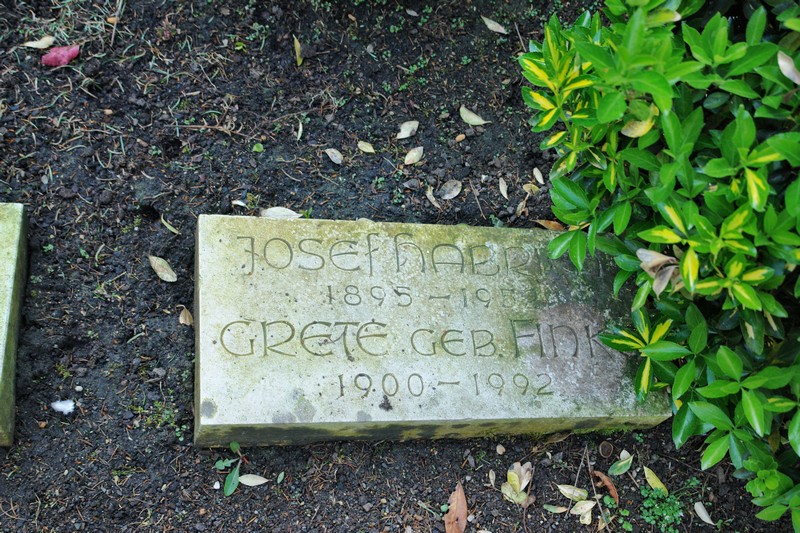 JOSEF
1895 –
GRETE GEB. FINK
1900 – 1992